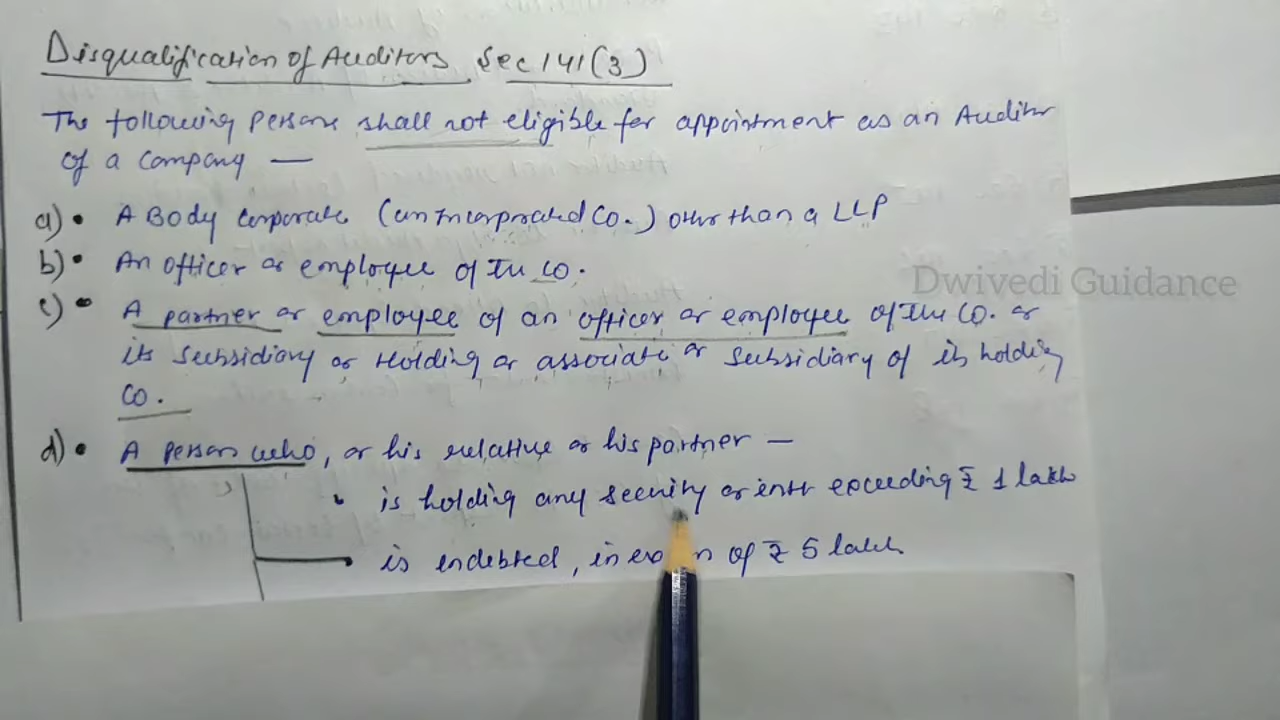 Disqualification of Auditors Sec 141(3)
The following persons shall not eligible for appointment as an Auditor
of a company —
a) • A Body Corporate (an Incorporated Co.) other than a LLP
b) • An officer or employee of The co.
c) • A partner or employee of an officer or employee of The CO. or
its Subsidiary or Holding or associate or Subsidiary of its holding
Co.
d) • A person who, or his relative or his partner —
• is holding any security or intt exceeding ₹ 1 lakh
• is endebted, in of ₹ 5 lakh
Dwivedi Guidance